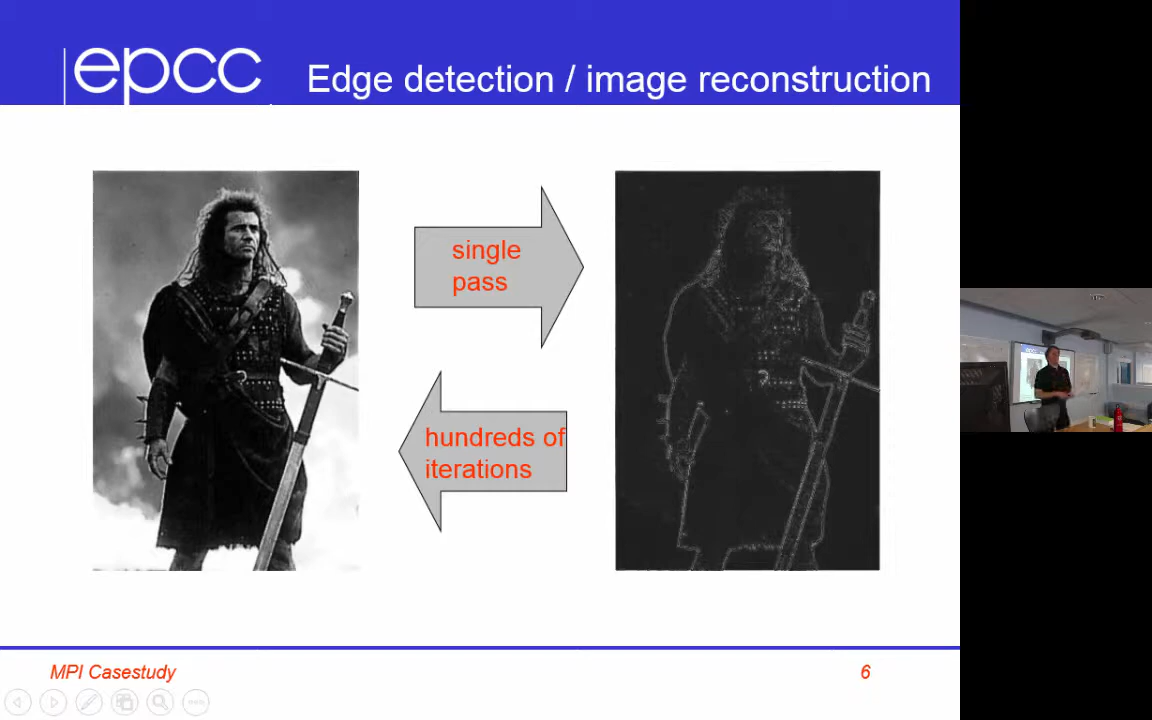 epcc
Edge detection / image reconstruction
single
pass
hundreds of
iterations
MPI Casestudy
6